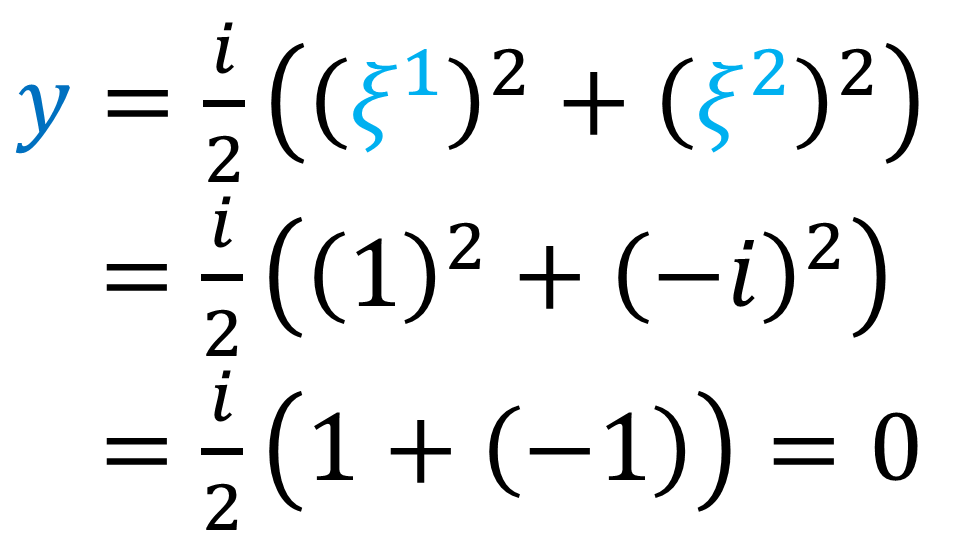 y = i/2 ((ξ¹)² + (ξ²)²)
= i/2 ((1)² + (−i)²)
= i/2 (1 + (−1)) = 0